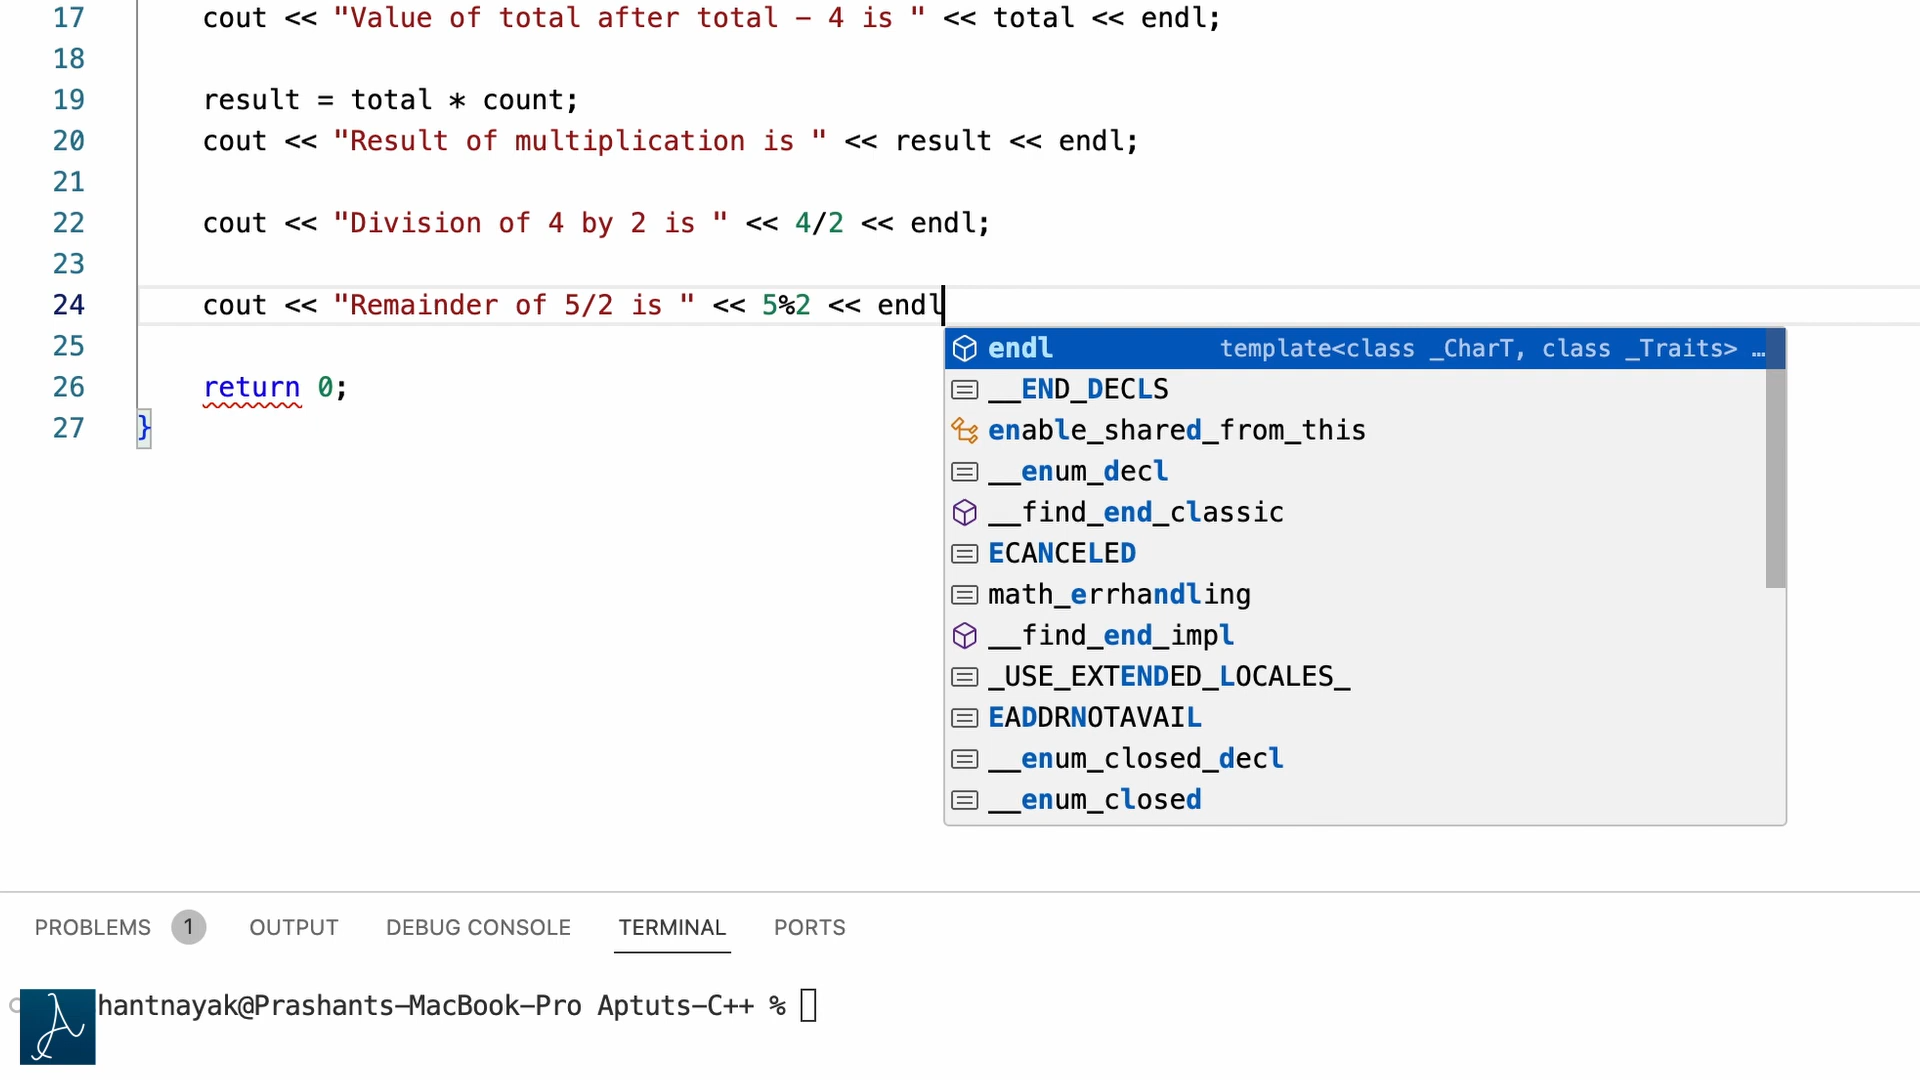 17 cout << "Value of total after total - 4 is " << total << endl;
18
19 result = total * count;
20 cout << "Result of multiplication is " << result << endl;
21
22 cout << "Division of 4 by 2 is " << 4/2 << endl;
23
24 cout << "Remainder of 5/2 is " << 5%2 << endl
endl template<class _CharT, class _Traits> …
25
__END_DECLS
26 return 0;
enable_shared_from_this
27 }
__enum_decl
__find_end_classic
ECANCELED
math_errhandling
__find_end_impl
_USE_EXTENDED_LOCALES_
EADDRNOTAVAIL
__enum_closed_decl
__enum_closed
PROBLEMS 1 OUTPUT DEBUG CONSOLE TERMINAL PORTS
hantnayak@Prashants-MacBook-Pro Aptuts-C++ %